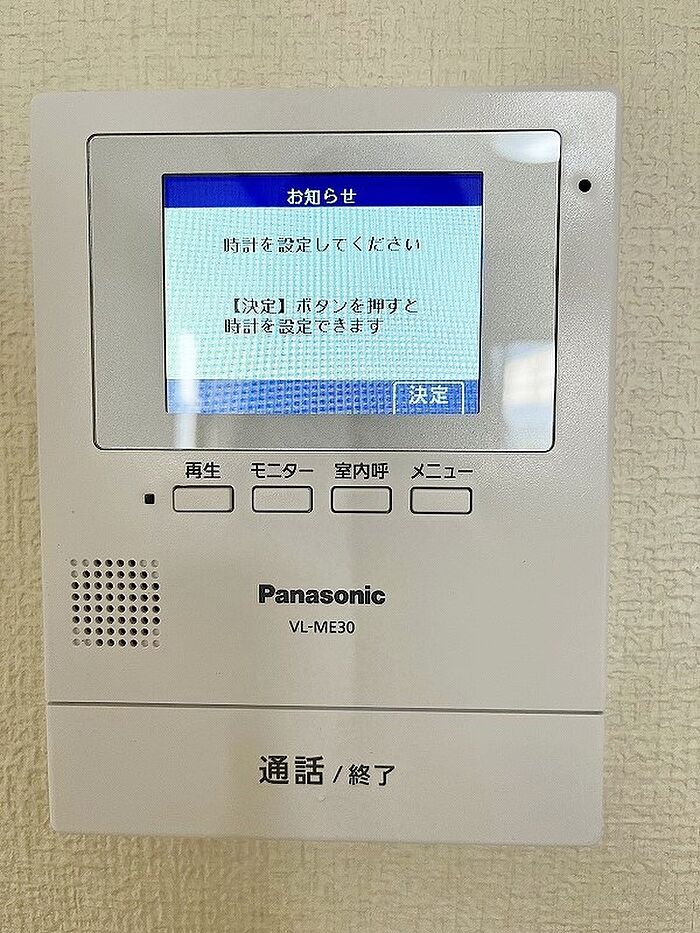 お知らせ
時計を設定してください
【決定】ボタンを押すと
時計を設定できます
決定
再生 モニター 室内呼 メニュー
Panasonic
VL-ME30
通話/終了